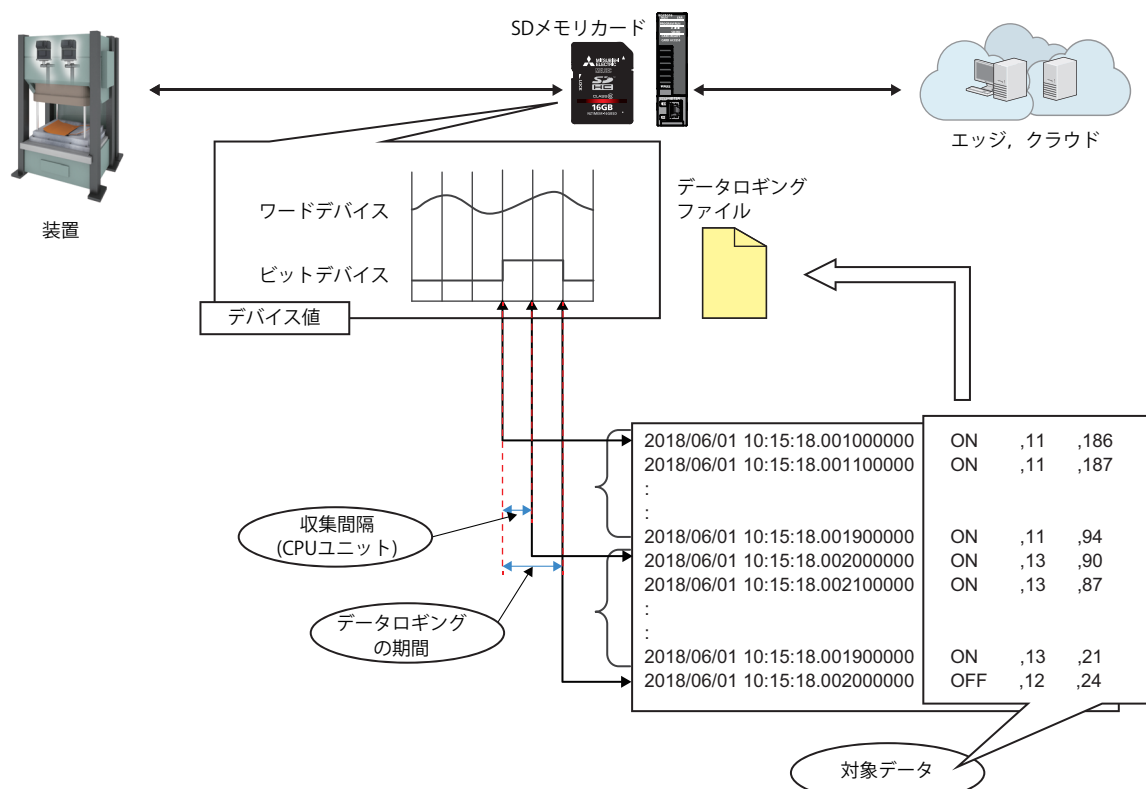 SDメモリカード
MITSUBISHI
ELECTRIC
LOCK
SD
HC
CLASS
16GB
エッジ，クラウド
装置
ワードデバイス
ビットデバイス
デバイス値
データロギング
ファイル
2018/06/01 10:15:18.001000000 ON ,11 ,186
2018/06/01 10:15:18.001100000 ON ,11 ,187
:
:
2018/06/01 10:15:18.001900000 ON ,11 ,94
2018/06/01 10:15:18.002000000 ON ,13 ,90
2018/06/01 10:15:18.002100000 ON ,13 ,87
:
:
2018/06/01 10:15:18.001900000 ON ,13 ,21
2018/06/01 10:15:18.002000000 OFF ,12 ,24
収集間隔
(CPUユニット)
データロギング
の期間
対象データ